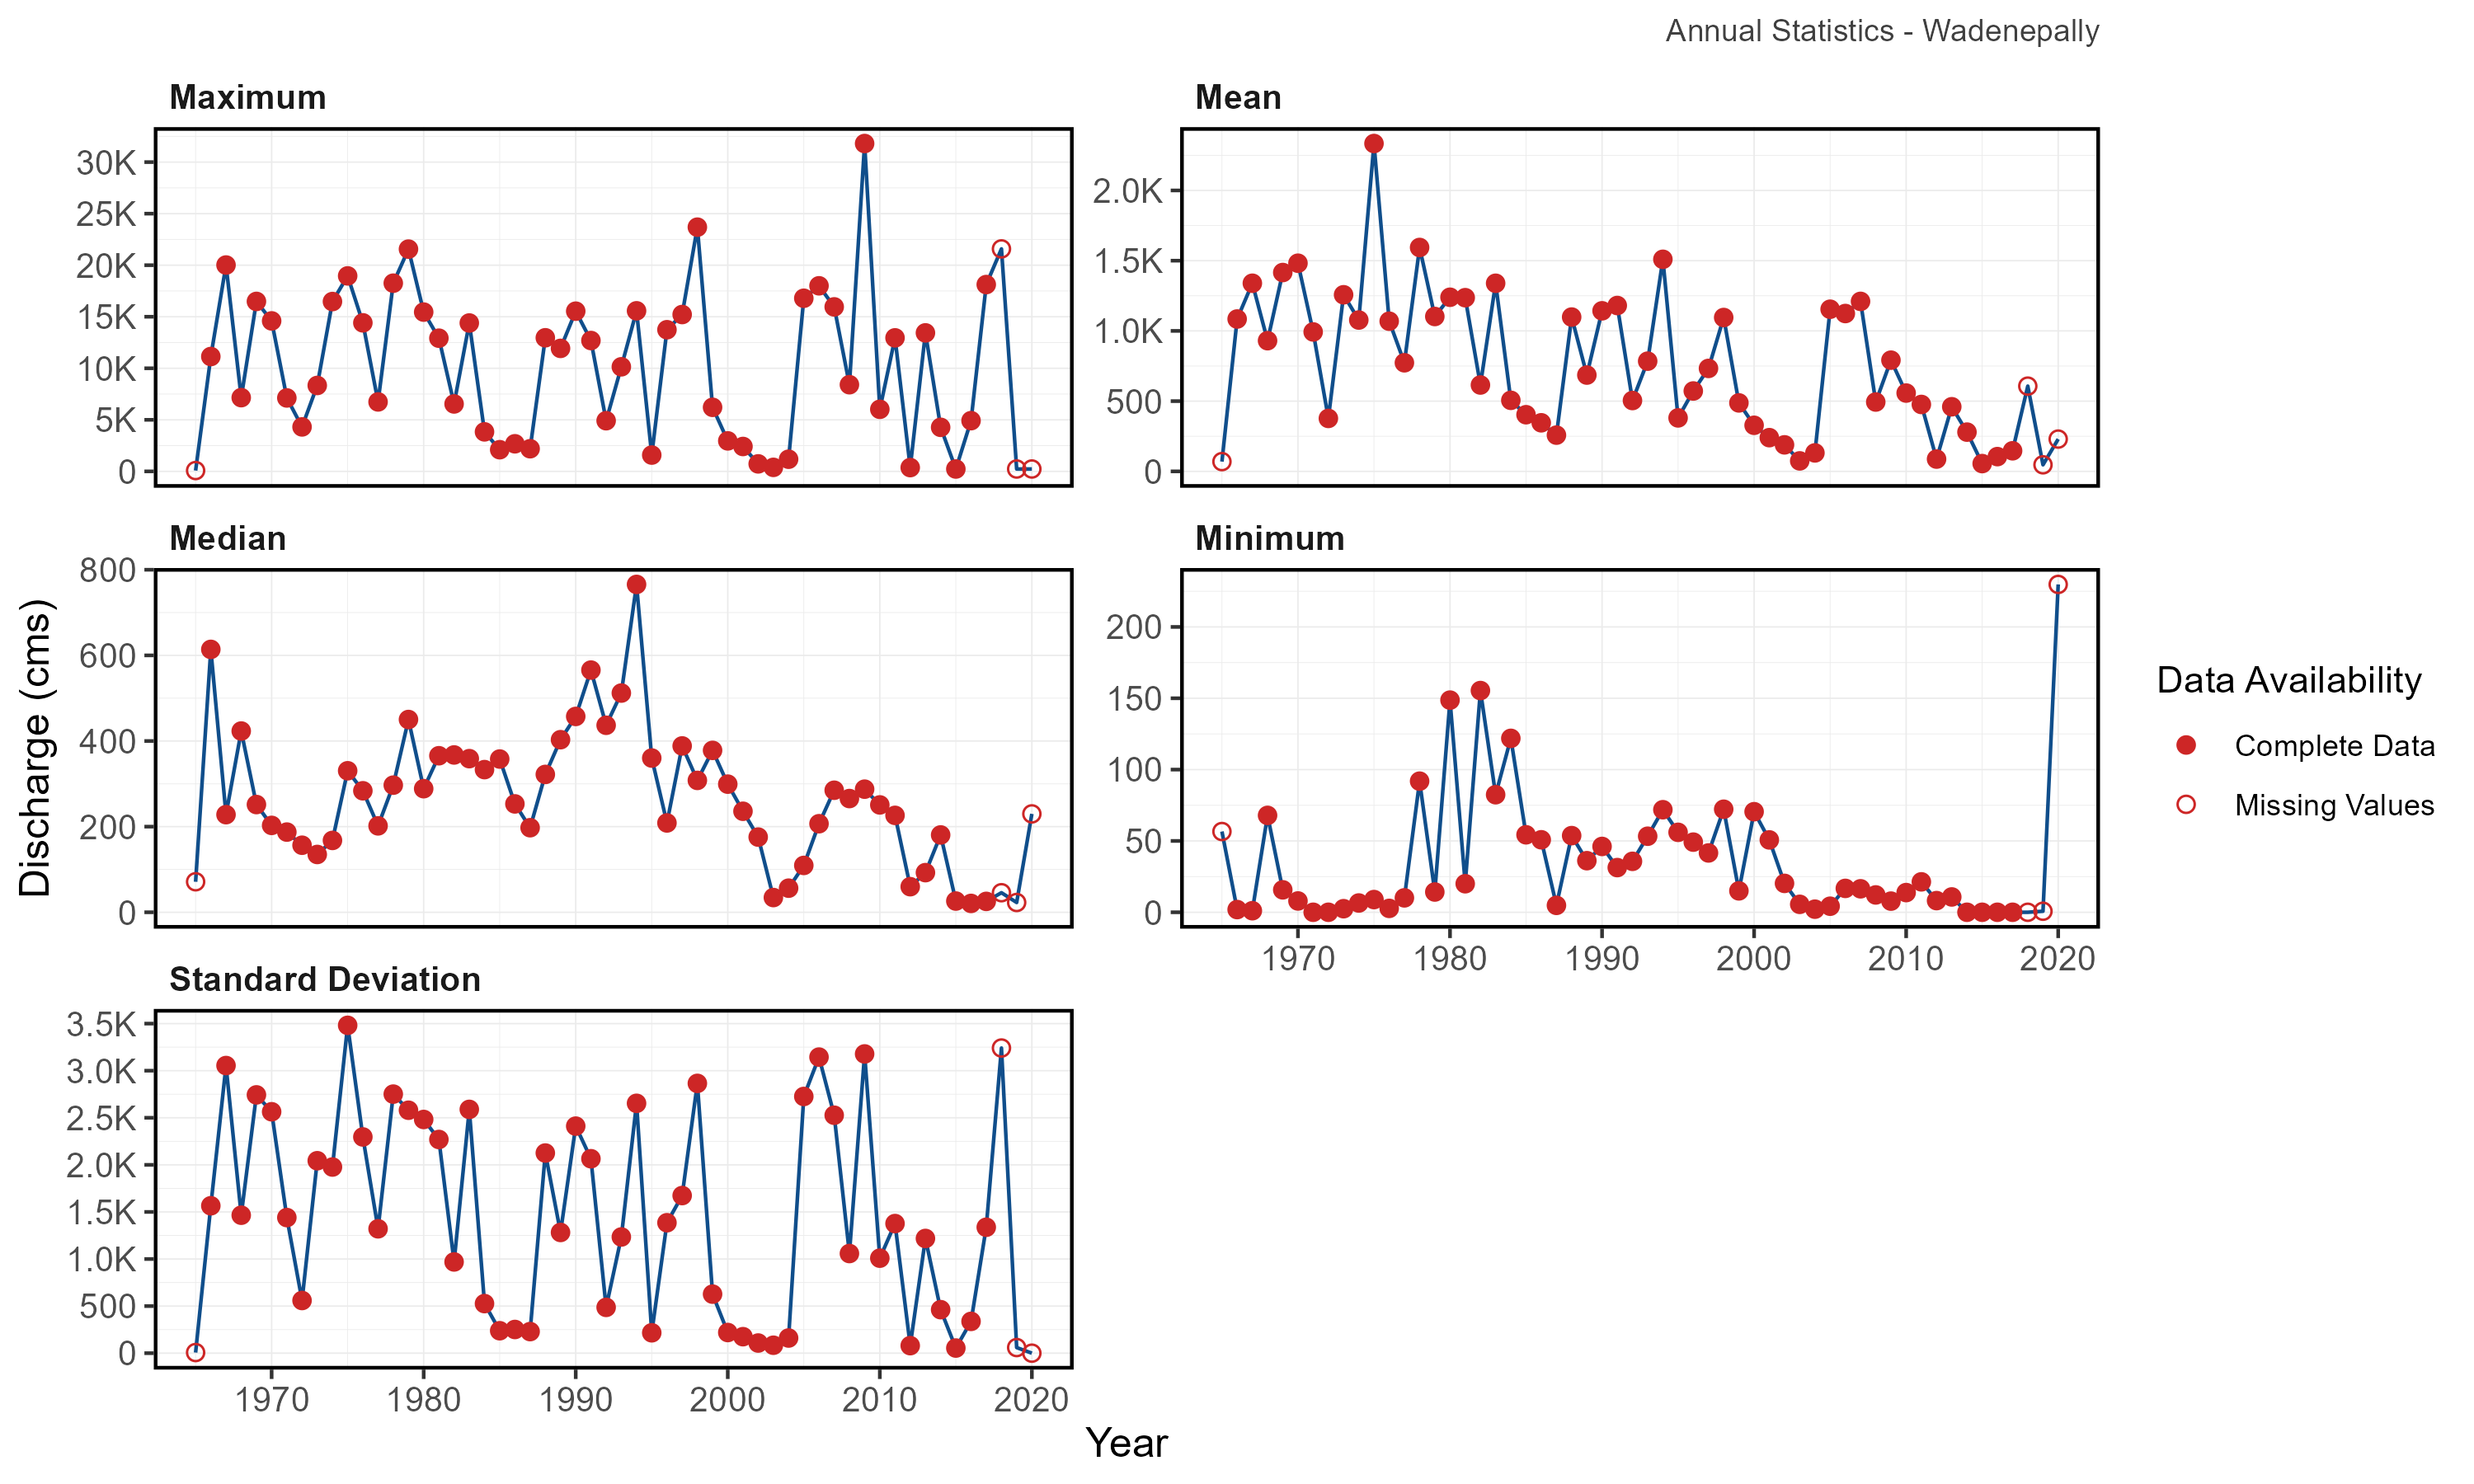 Annual Statistics - Wadenepally
Maximum
30K
25K
20K
15K
10K
5K
0
Mean
2.0K
1.5K
1.0K
500
0
Discharge (cms)
Median
800
600
400
200
0
Minimum
200
150
100
50
0
1970 1980 1990 2000 2010 2020
Data Availability
Complete Data
Missing Values
Standard Deviation
3.5K
3.0K
2.5K
2.0K
1.5K
1.0K
500
0
1970 1980 1990 2000 2010 2020
Year